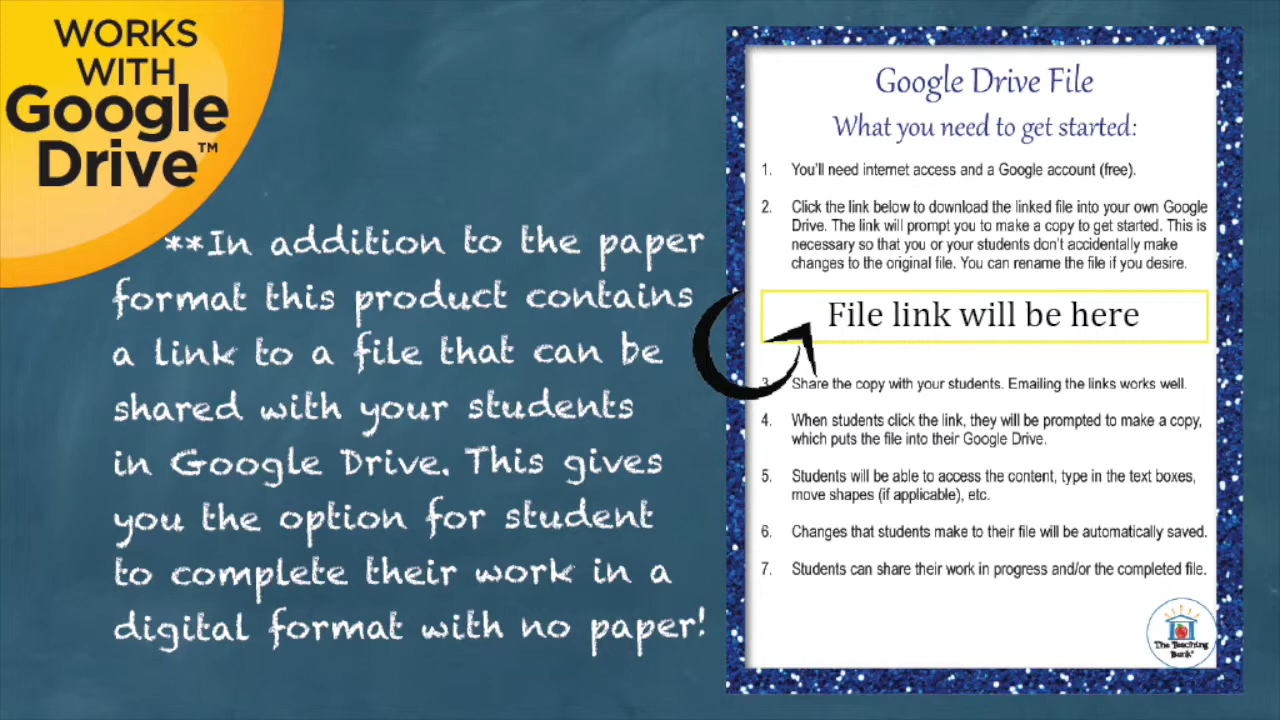 WORKS
WITH
Google
Drive™
**In addition to the paper
format this product contains
a link to a file that can be
shared with your students
in Google Drive. This gives
you the option for student
to complete their work in a
digital format with no paper!
Google Drive File
What you need to get started:
1. You'll need internet access and a Google account (free).
2. Click the link below to download the linked file into your own Google
Drive. The link will prompt you to make a copy to get started. This is
necessary so that you or your students don't accidentally make
changes to the original file. You can rename the file if you desire.
File link will be here
3. Share the copy with your students. Emailing the links works well.
4. When students click the link, they will be prompted to make a copy,
which puts the file into their Google Drive.
5. Students will be able to access the content, type in the text boxes,
move shapes (if applicable), etc.
6. Changes that students make to their file will be automatically saved.
7. Students can share their work in progress and/or the completed file.
The Teaching
Bank